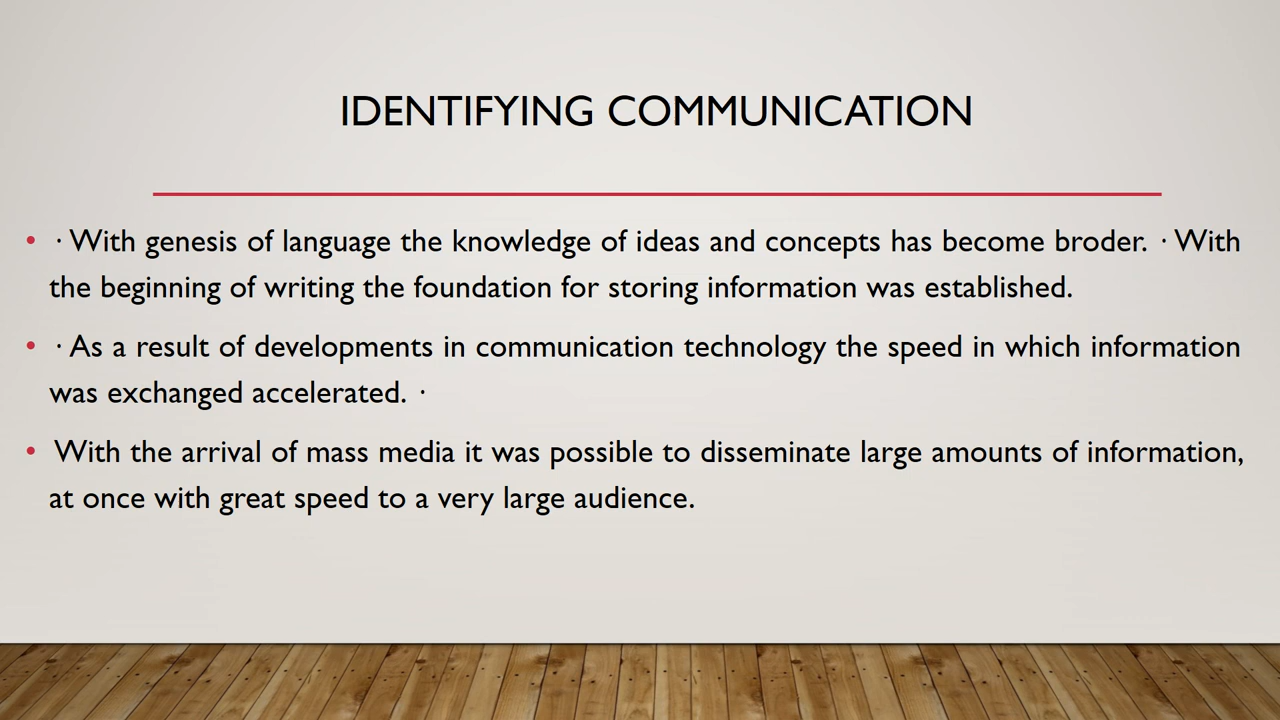 IDENTIFYING COMMUNICATION
• · With genesis of language the knowledge of ideas and concepts has become broder. · With
the beginning of writing the foundation for storing information was established.
• · As a result of developments in communication technology the speed in which information
was exchanged accelerated. ·
• With the arrival of mass media it was possible to disseminate large amounts of information,
at once with great speed to a very large audience.